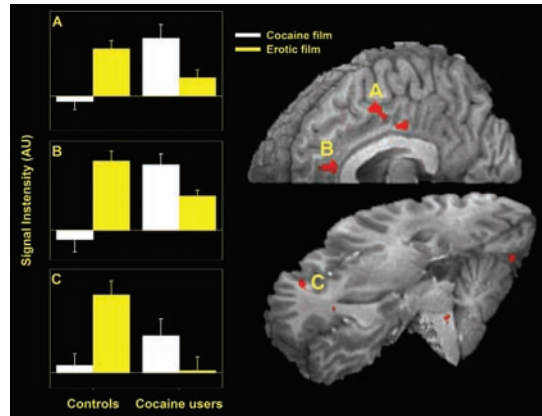 A
B
C
Signal Instensity (AU)
Controls
Cocaine users
Cocaine film
Erotic film
A
B
C